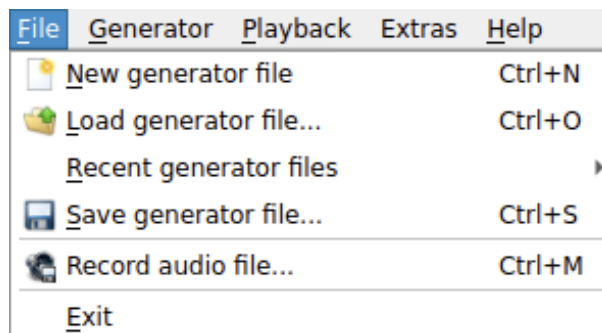 File Generator Playback Extras Help
New generator file Ctrl+N
Load generator file... Ctrl+O
Recent generator files
Save generator file... Ctrl+S
Record audio file... Ctrl+M
Exit